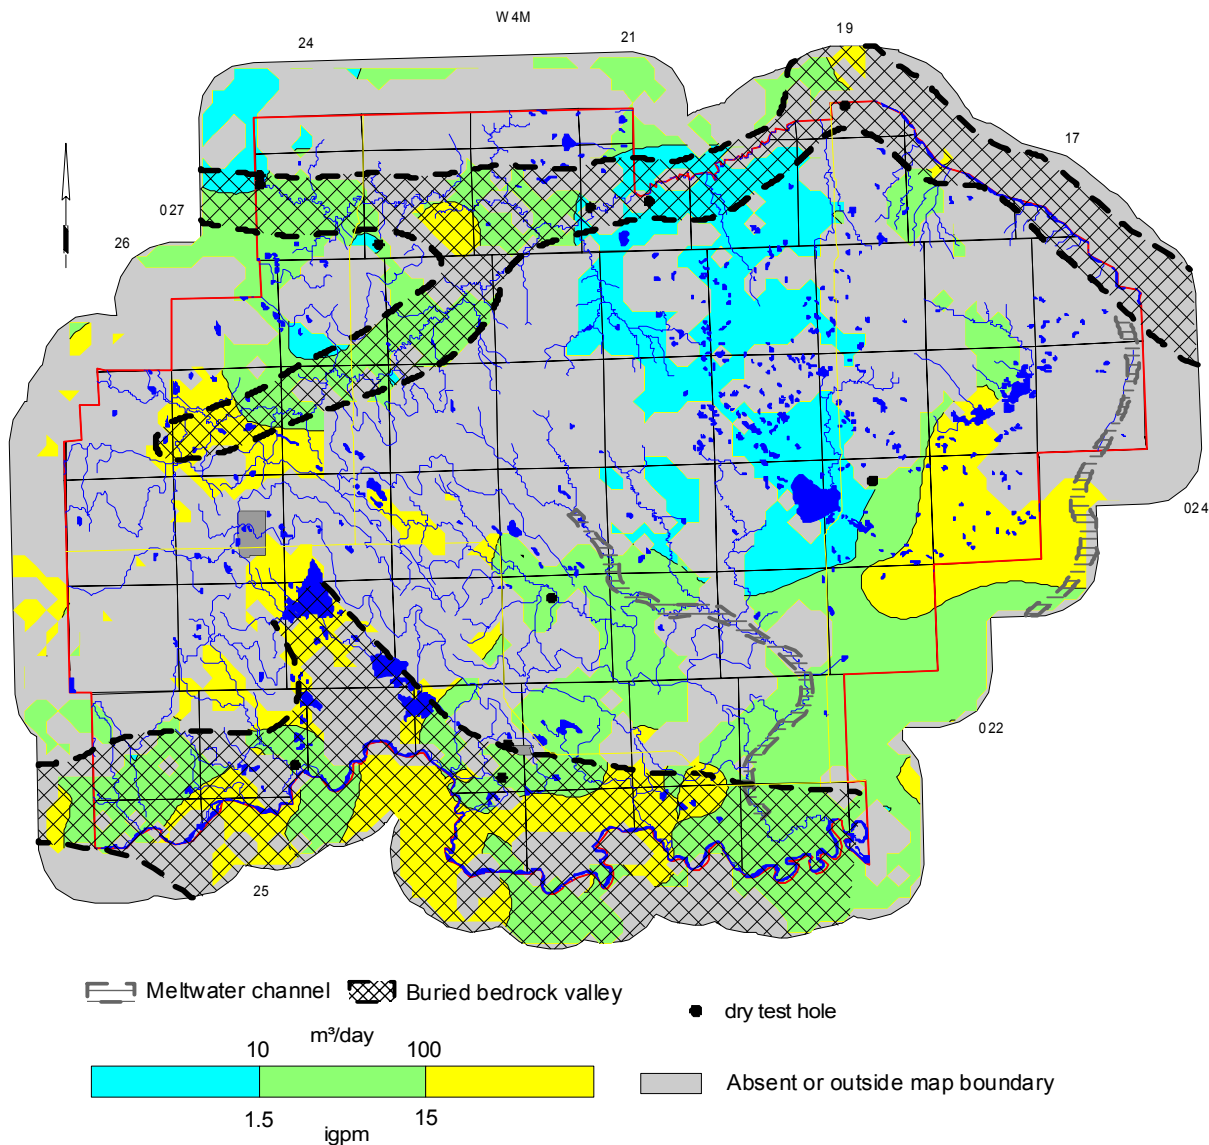 W 4M
19
21
24
17
027
26
024
022
25
Meltwater channel
Buried bedrock valley
dry test hole
m³/day
10
100
Absent or outside map boundary
1.5
15
igpm